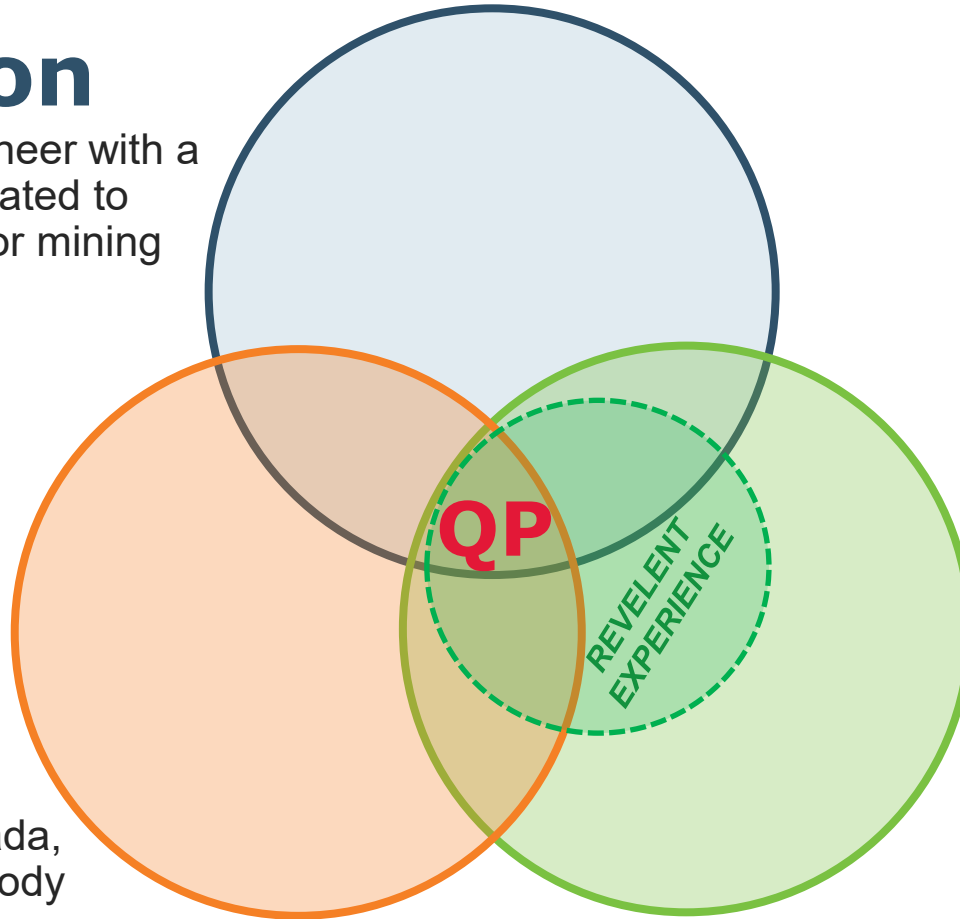 on
neer with a
ated to
or mining
QP
REVELENT
EXPERIENCE
ada,
ody